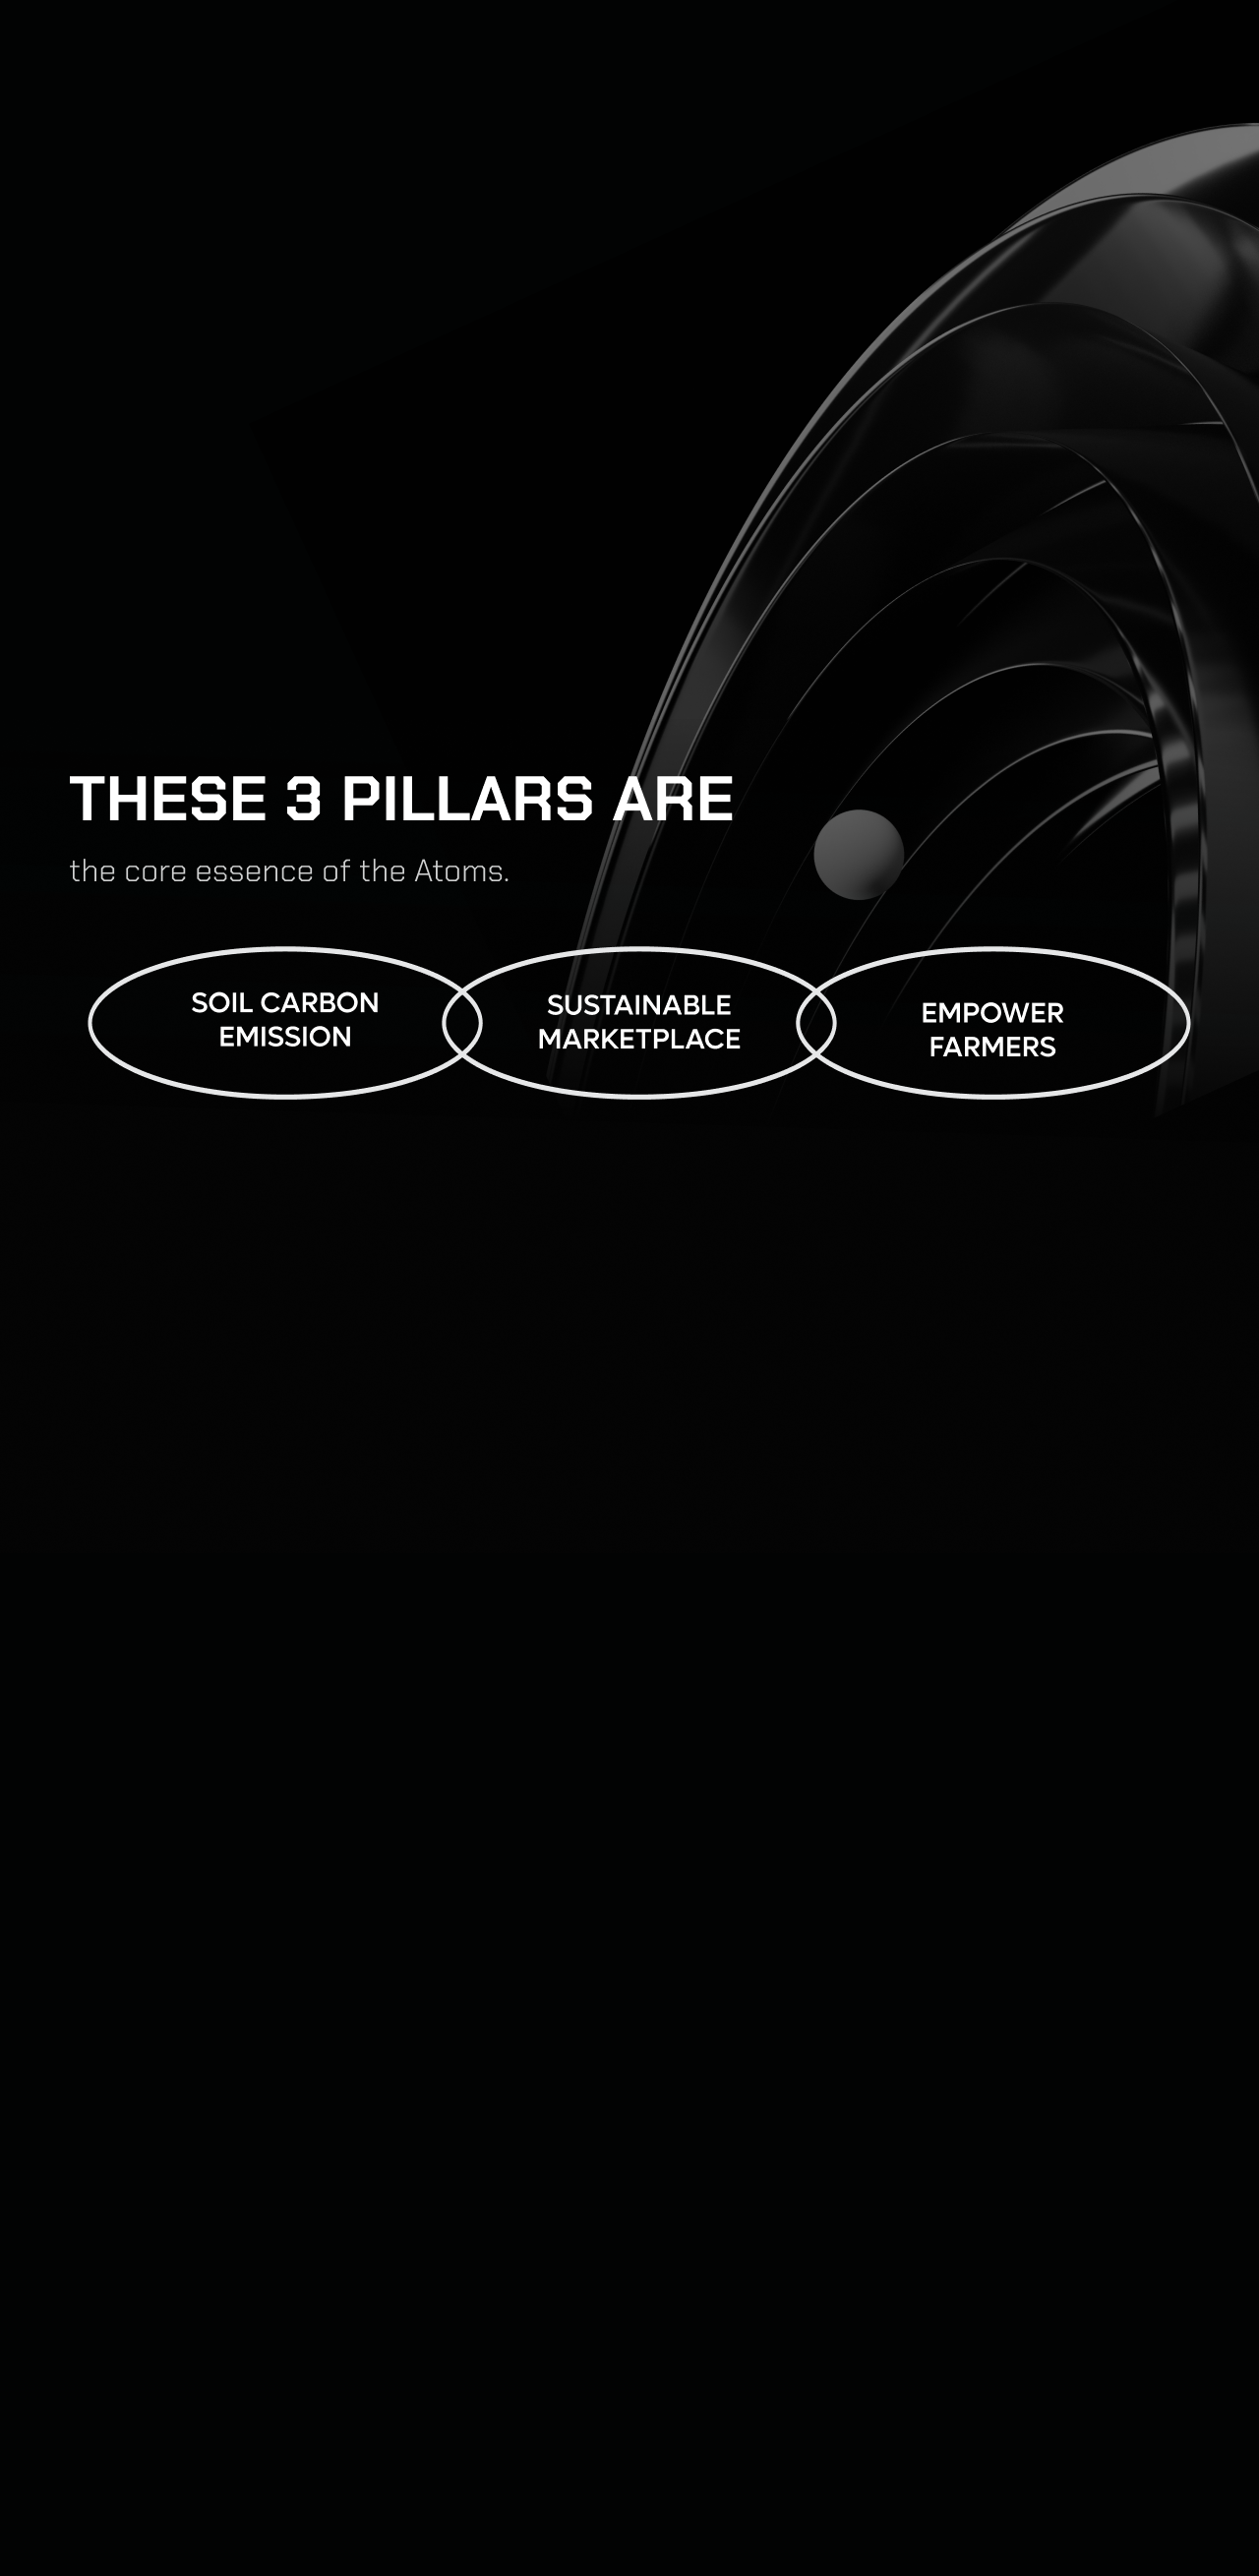 THESE 3 PILLARS ARE
the core essence of the Atoms.
SOIL CARBON
EMISSION
SUSTAINABLE
MARKETPLACE
EMPOWER
FARMERS